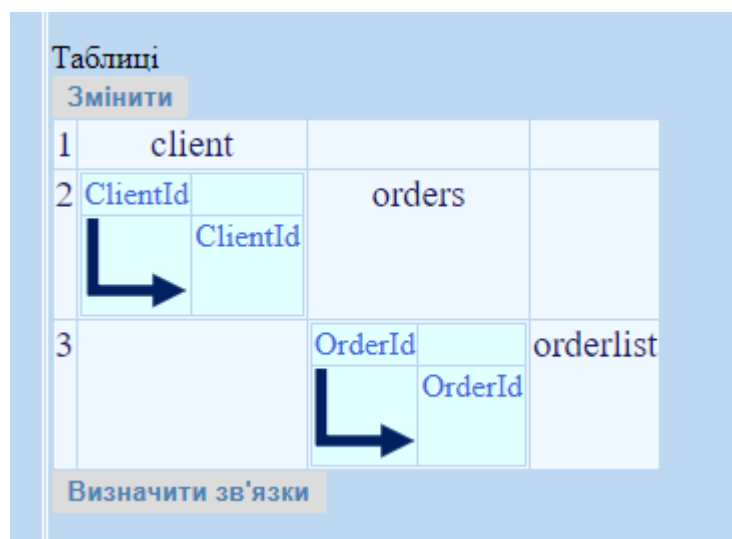 Таблиці
Змінити
1 client
2 ClientId orders
ClientId
3 OrderId orderlist
OrderId
Визначити зв'язки